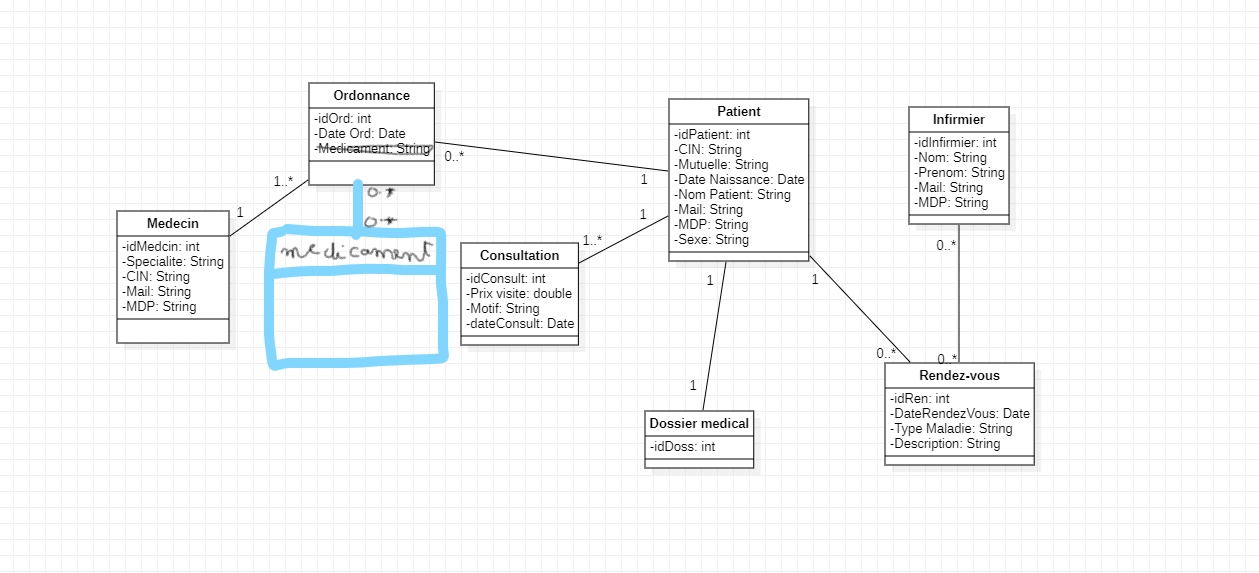 Ordonnance
-idOrd: int
-Date Ord: Date
-Medicament: String
0..*
1
1..*
1
0.*
0.*
medicament
Medecin
-idMedcin: int
-Specialite: String
-CIN: String
-Mail: String
-MDP: String
Consultation
-idConsult: int
-Prix visite: double
-Motif: String
-dateConsult: Date
1..*
1
Patient
-idPatient: int
-CIN: String
-Mutuelle: String
-Date Naissance: Date
-Nom Patient: String
-Mail: String
-MDP: String
-Sexe: String
1
1
Dossier medical
-idDoss: int
1
0..*
Infirmier
-idInfirmier: int
-Nom: String
-Prenom: String
-Mail: String
-MDP: String
0..*
0..*
Rendez-vous
-idRen: int
-DateRendezVous: Date
-Type Maladie: String
-Description: String